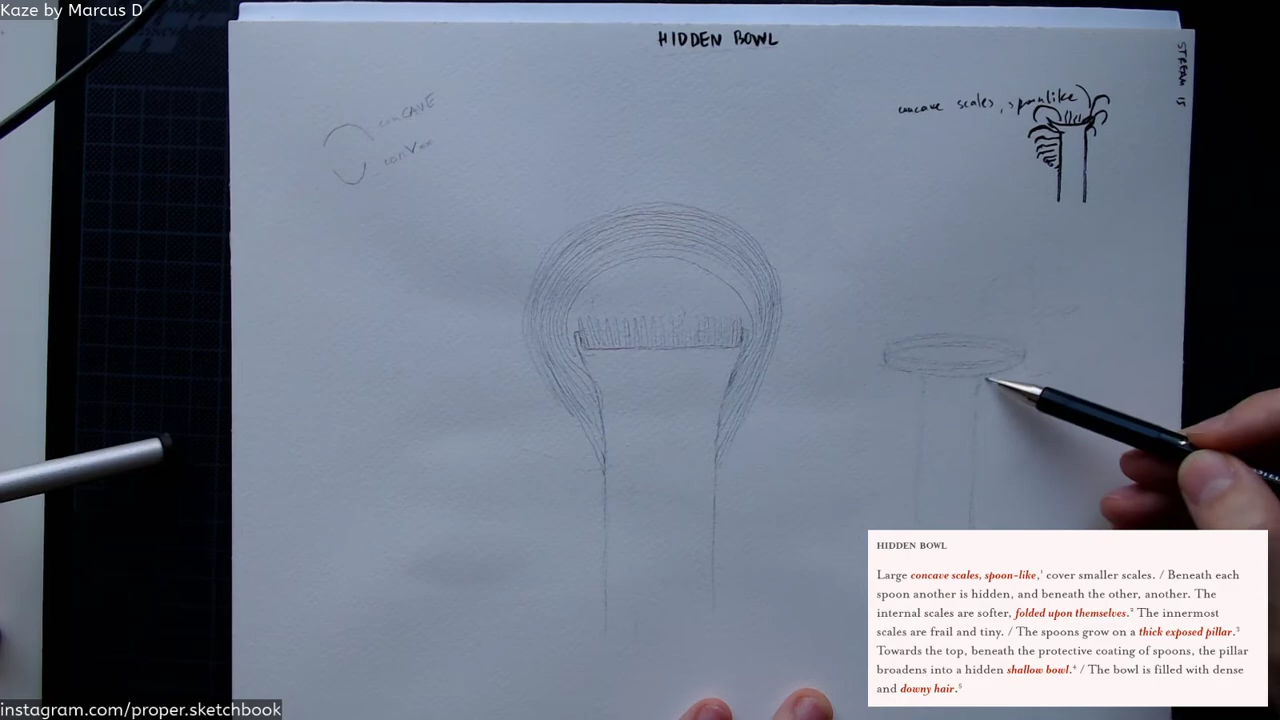 Kaze by Marcus D
HIDDEN BOWL
STREAM 15
concave scales, spoonlike
conCAVE
conVex
HIDDEN BOWL
Large concave scales, spoon-like,¹ cover smaller scales. / Beneath each
spoon another is hidden, and beneath the other, another. The
internal scales are softer, folded upon themselves.² The innermost
scales are frail and tiny. / The spoons grow on a thick exposed pillar.³
Towards the top, beneath the protective coating of spoons, the pillar
broadens into a hidden shallow bowl.⁴ / The bowl is filled with dense
and downy hair.⁵
instagram.com/proper.sketchbook